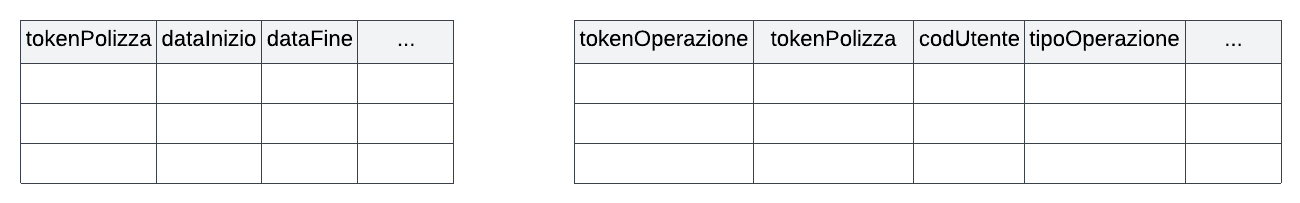 tokenPolizza dataInizio dataFine ...
tokenOperazione tokenPolizza codUtente tipoOperazione ...